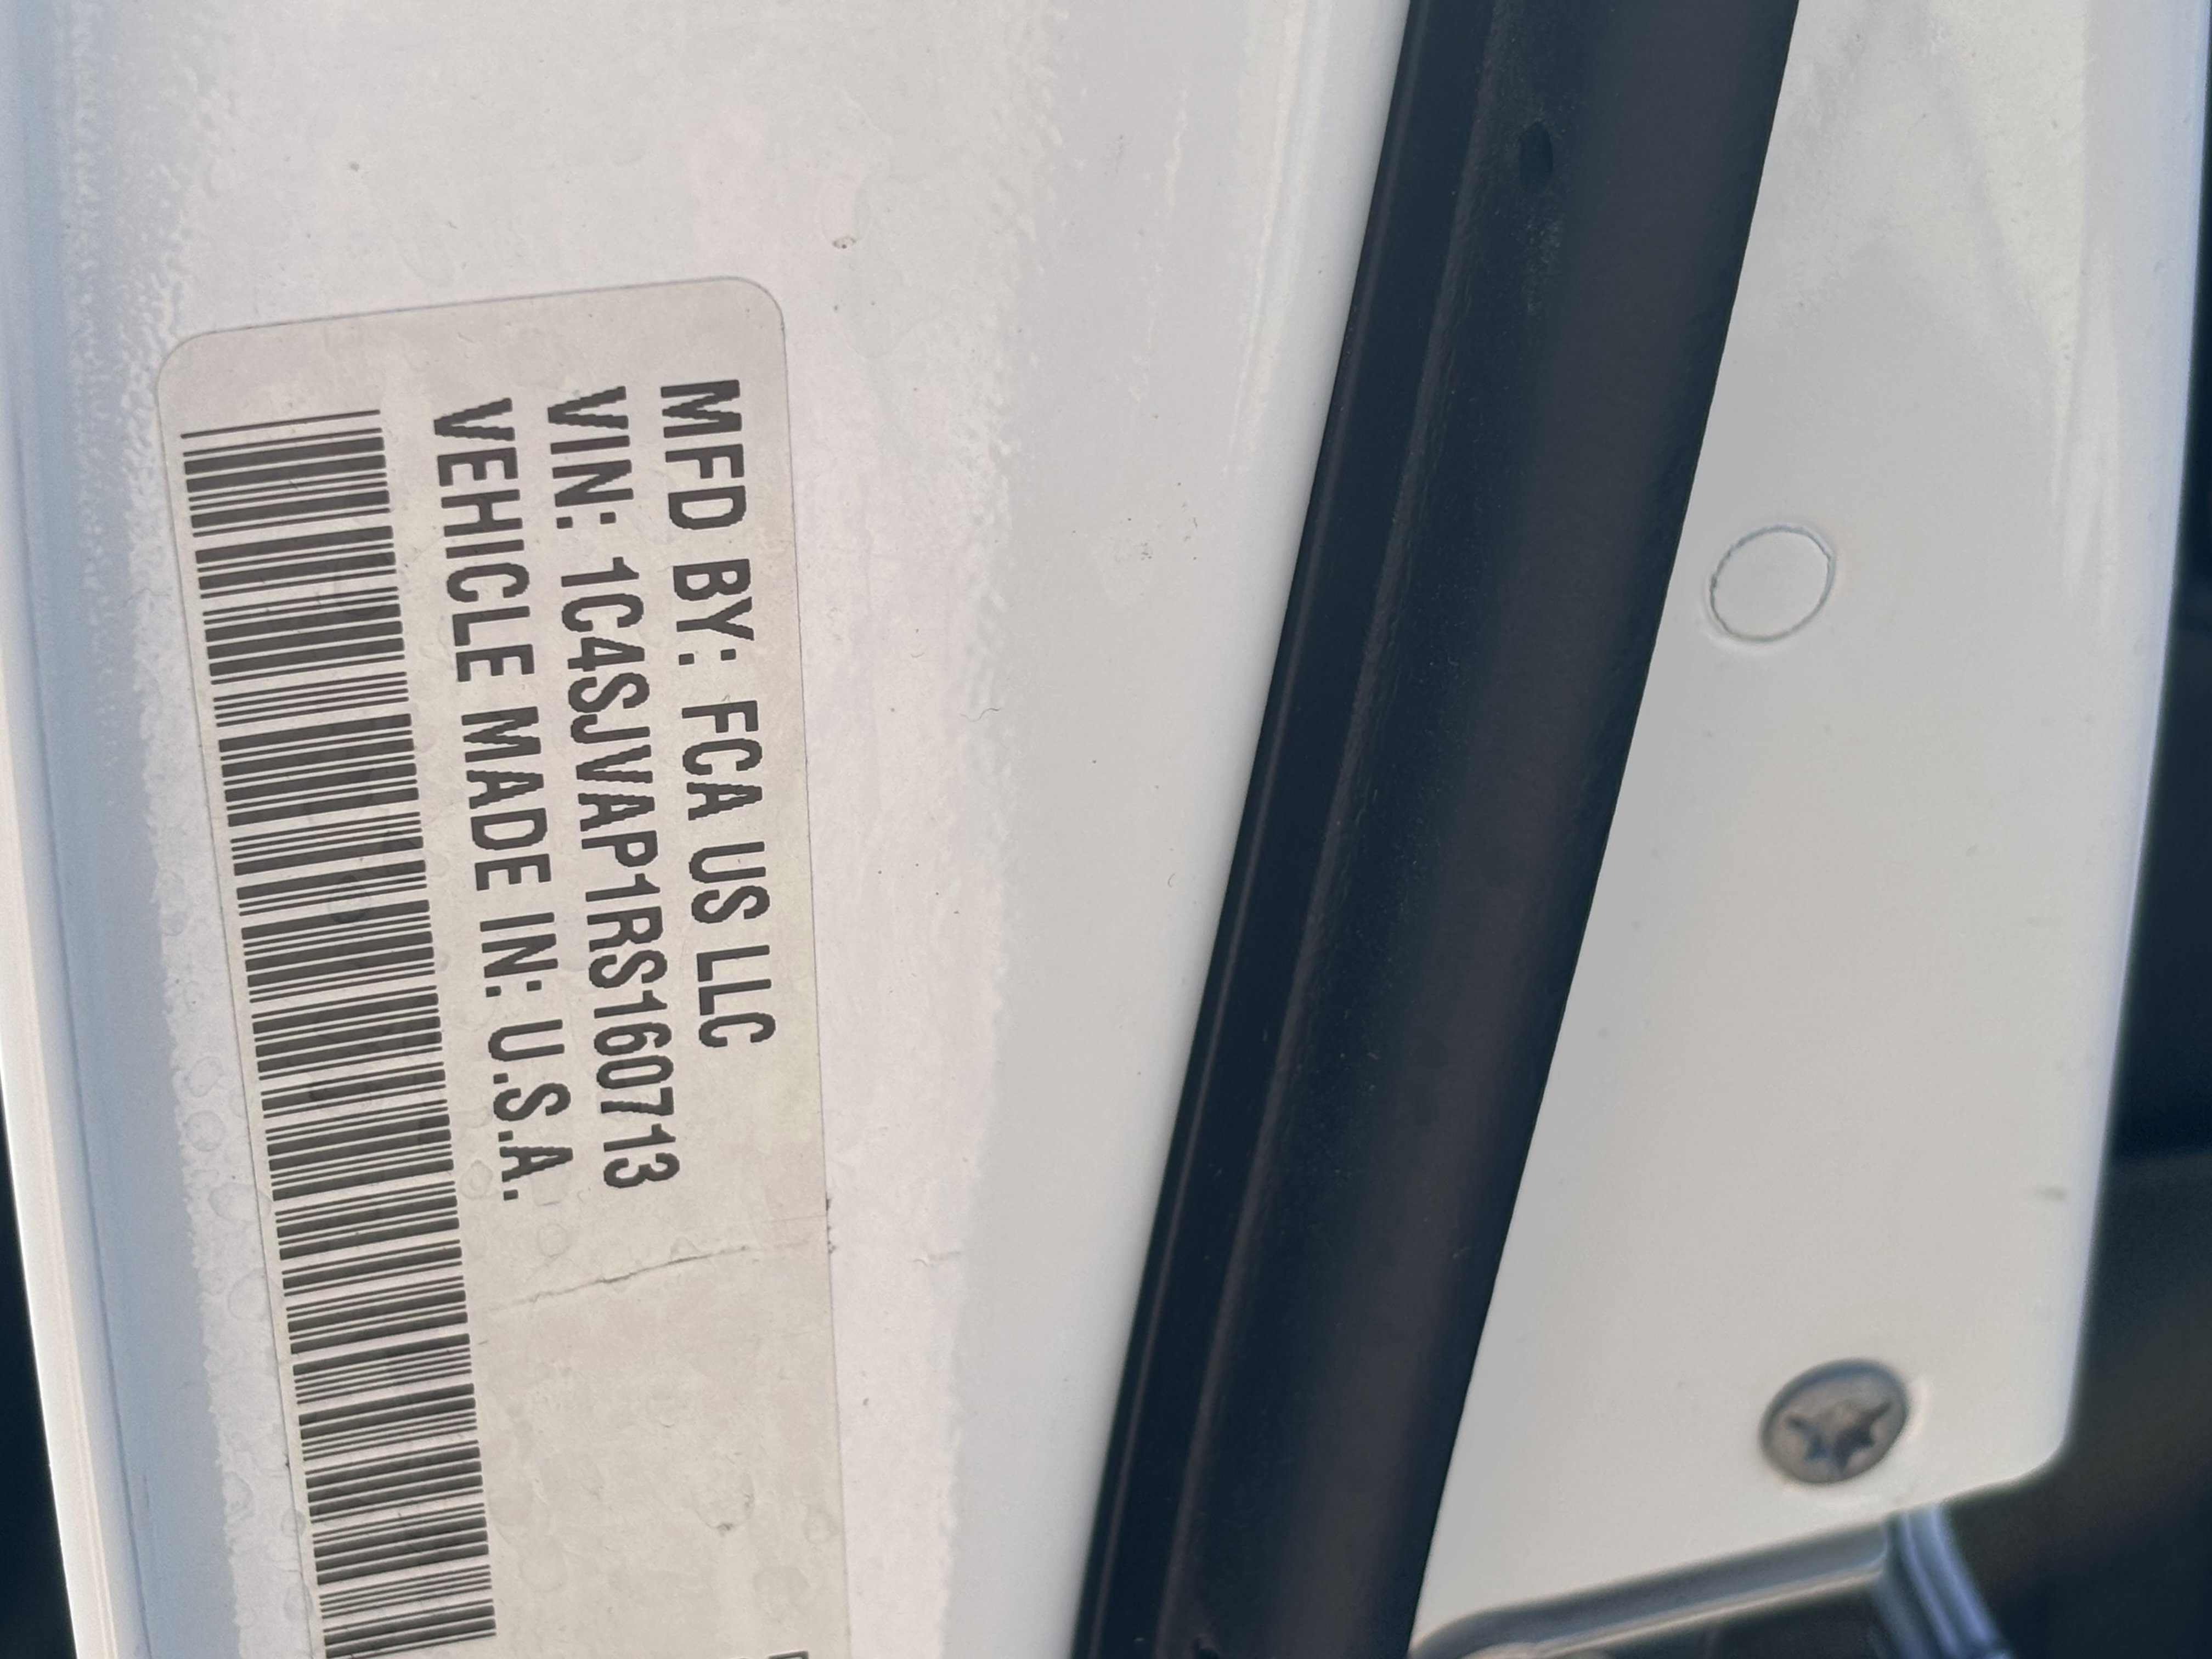 MFD BY: FCA US LLC
VIN: 1C4SJVAP1RS160713
VEHICLE MADE IN: U.S.A.